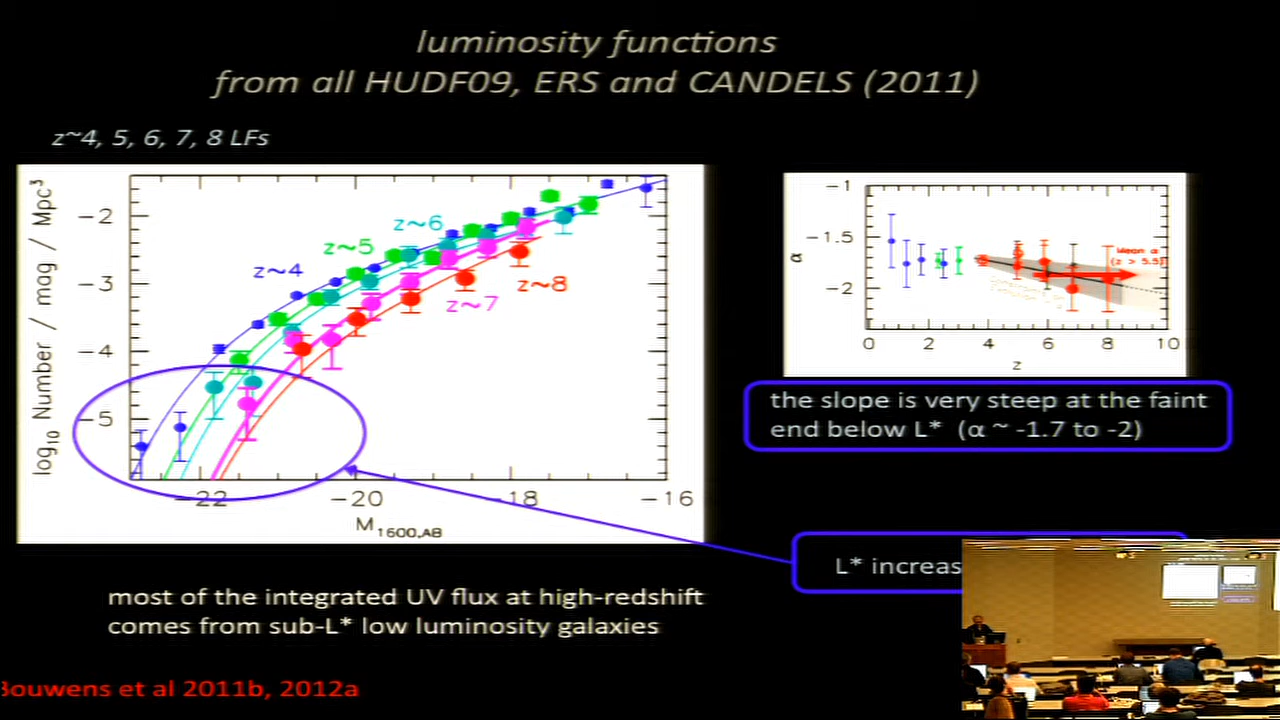 luminosity functions
from all HUDF09, ERS and CANDELS (2011)
z~4, 5, 6, 7, 8 LFs
log10 Number / mag / Mpc3
−2
−3
−4
−5
z~4
z~5
z~6
z~7
z~8
−22
−20
−18
−16
M1600,AB
α
−1
−1.5
−2
Mean α
(z > 5.5)
0
2
4
6
8
10
z
the slope is very steep at the faint
end below L* (α ~ -1.7 to -2)
L* increas
most of the integrated UV flux at high-redshift
comes from sub-L* low luminosity galaxies
Bouwens et al 2011b, 2012a